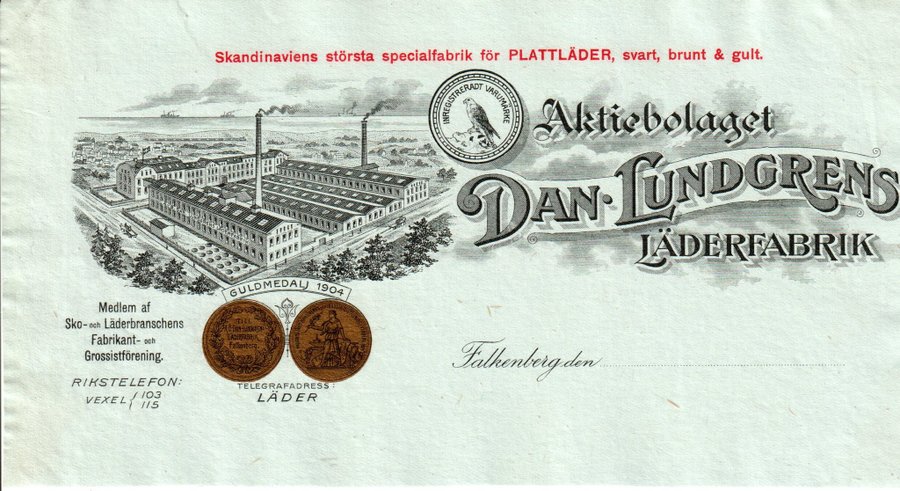 Skandinaviens största specialfabrik för PLATTLÄDER, svart, brunt & gult.
INREGISTRERADT VARUMÄRKE
Aktiebolaget
DAN· LUNDGRENS
LÄDERFABRIK
GULDMEDALJ 1904
Medlem af
Sko- och Läderbranschens
Fabrikant- och
Grossistförening.
RIKSTELEFON:
VEXEL 103
115
TELEGRAFADRESS:
LÄDER
Falkenberg den